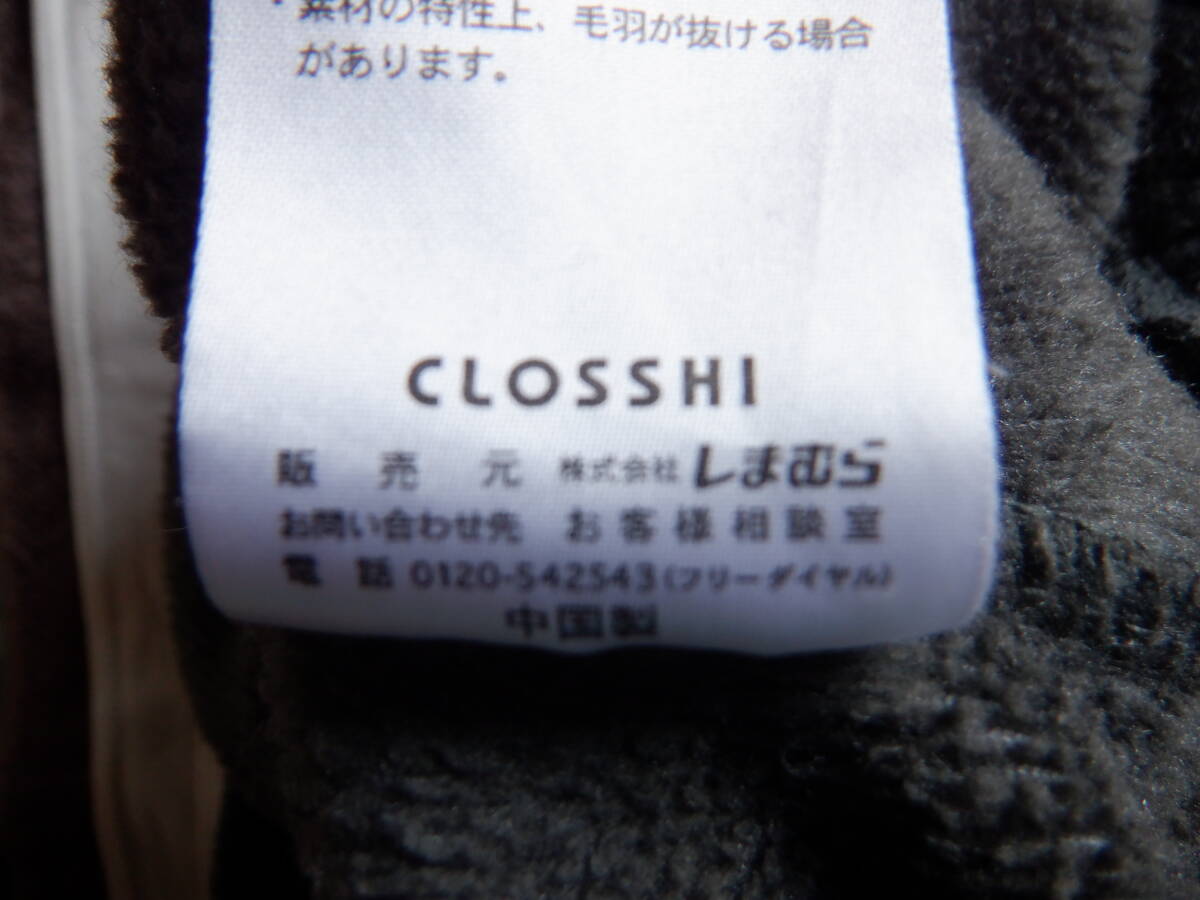 ・素材の特性上、毛羽が抜ける場合
があります。
CLOSSHI
販売元 株式会社 しまむら
お問い合わせ先 お客様相談室
電話 0120-542543(フリーダイヤル)
中国製